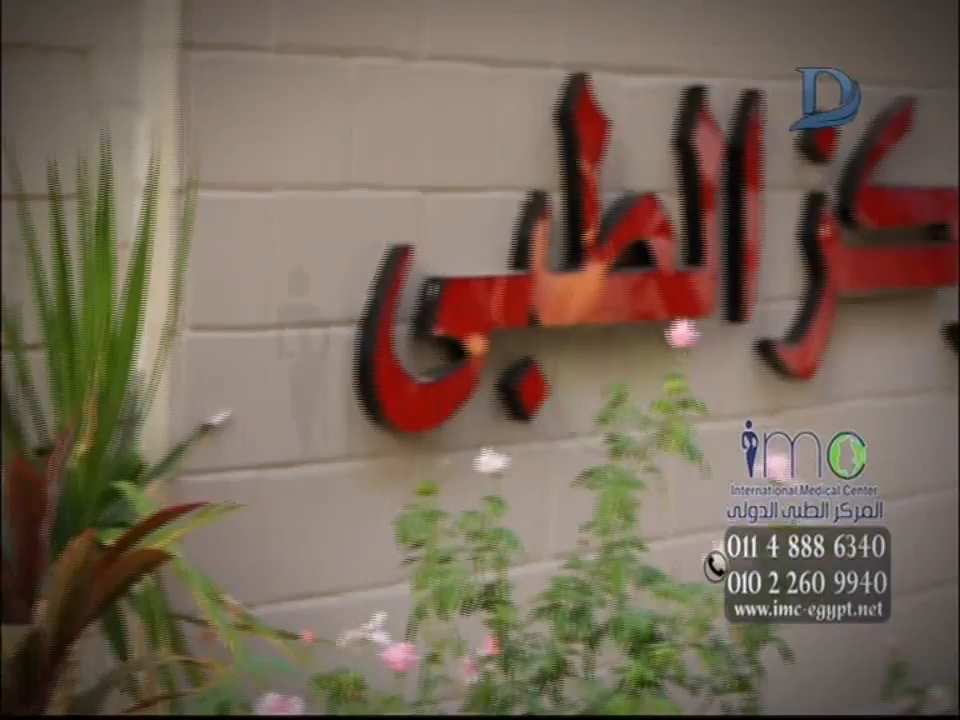 D
كز الطبي
imc
International Medical Center
المركز الطبي الدولي
011 4 888 6340
010 2 260 9940
www.imc-egypt.net